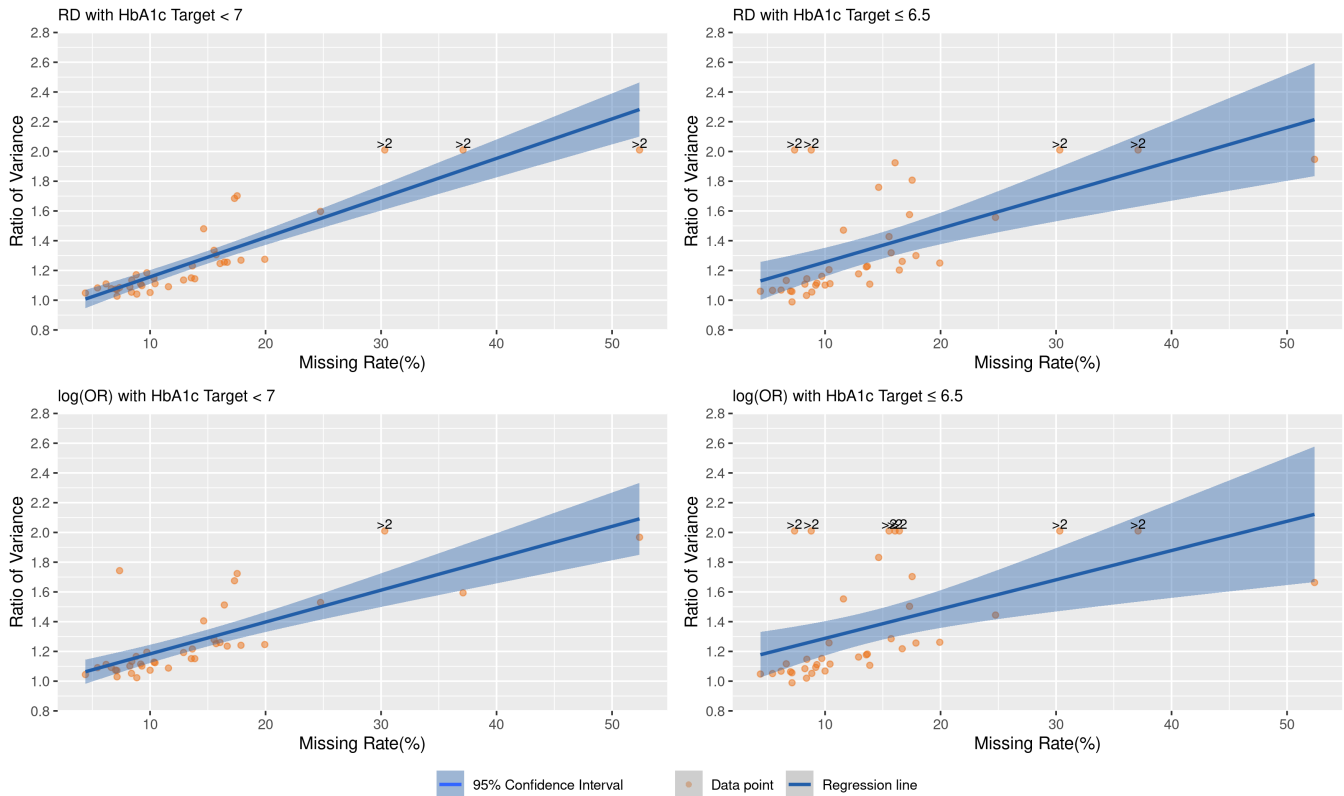 RD with HbA1c Target < 7
2.8
2.6
2.4
2.2
2.0
1.8
1.6
1.4
1.2
1.0
0.8
Ratio of Variance
>2 >2 >2
10 20 30 40 50
Missing Rate(%)
RD with HbA1c Target ≤ 6.5
2.8
2.6
2.4
2.2
2.0
1.8
1.6
1.4
1.2
1.0
0.8
Ratio of Variance
>2 >2 >2 >2
10 20 30 40 50
Missing Rate(%)
log(OR) with HbA1c Target < 7
2.8
2.6
2.4
2.2
2.0
1.8
1.6
1.4
1.2
1.0
0.8
Ratio of Variance
>2
10 20 30 40 50
Missing Rate(%)
log(OR) with HbA1c Target ≤ 6.5
2.8
2.6
2.4
2.2
2.0
1.8
1.6
1.4
1.2
1.0
0.8
Ratio of Variance
>2 >2 >2 >2 >2 >2 >2
10 20 30 40 50
Missing Rate(%)
95% Confidence Interval Data point Regression line